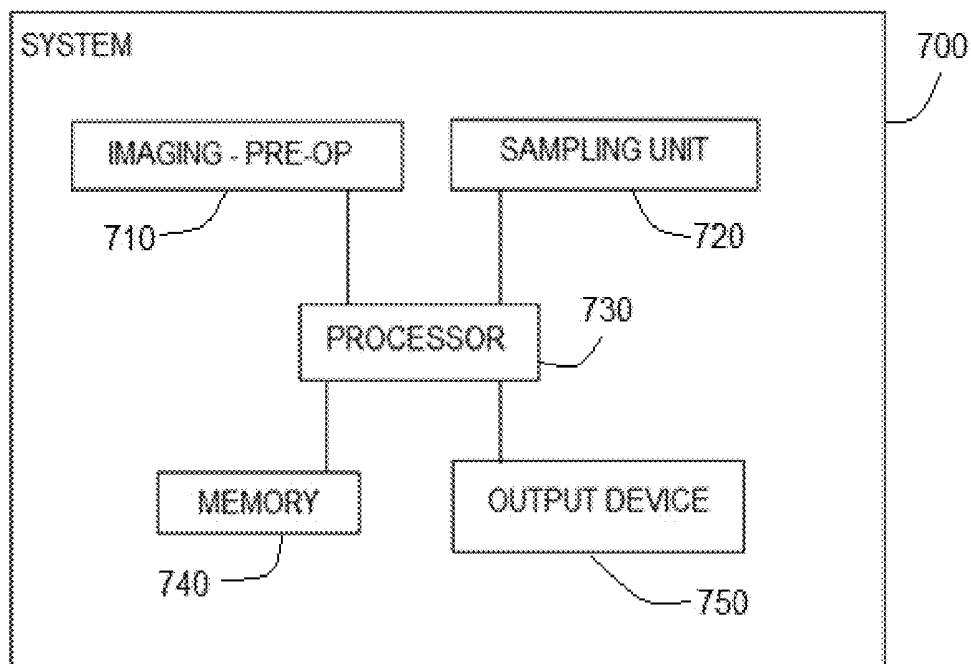 SYSTEM
700
IMAGING - PRE-OP
SAMPLING UNIT
710
720
730
PROCESSOR
MEMORY
OUTPUT DEVICE
740
750